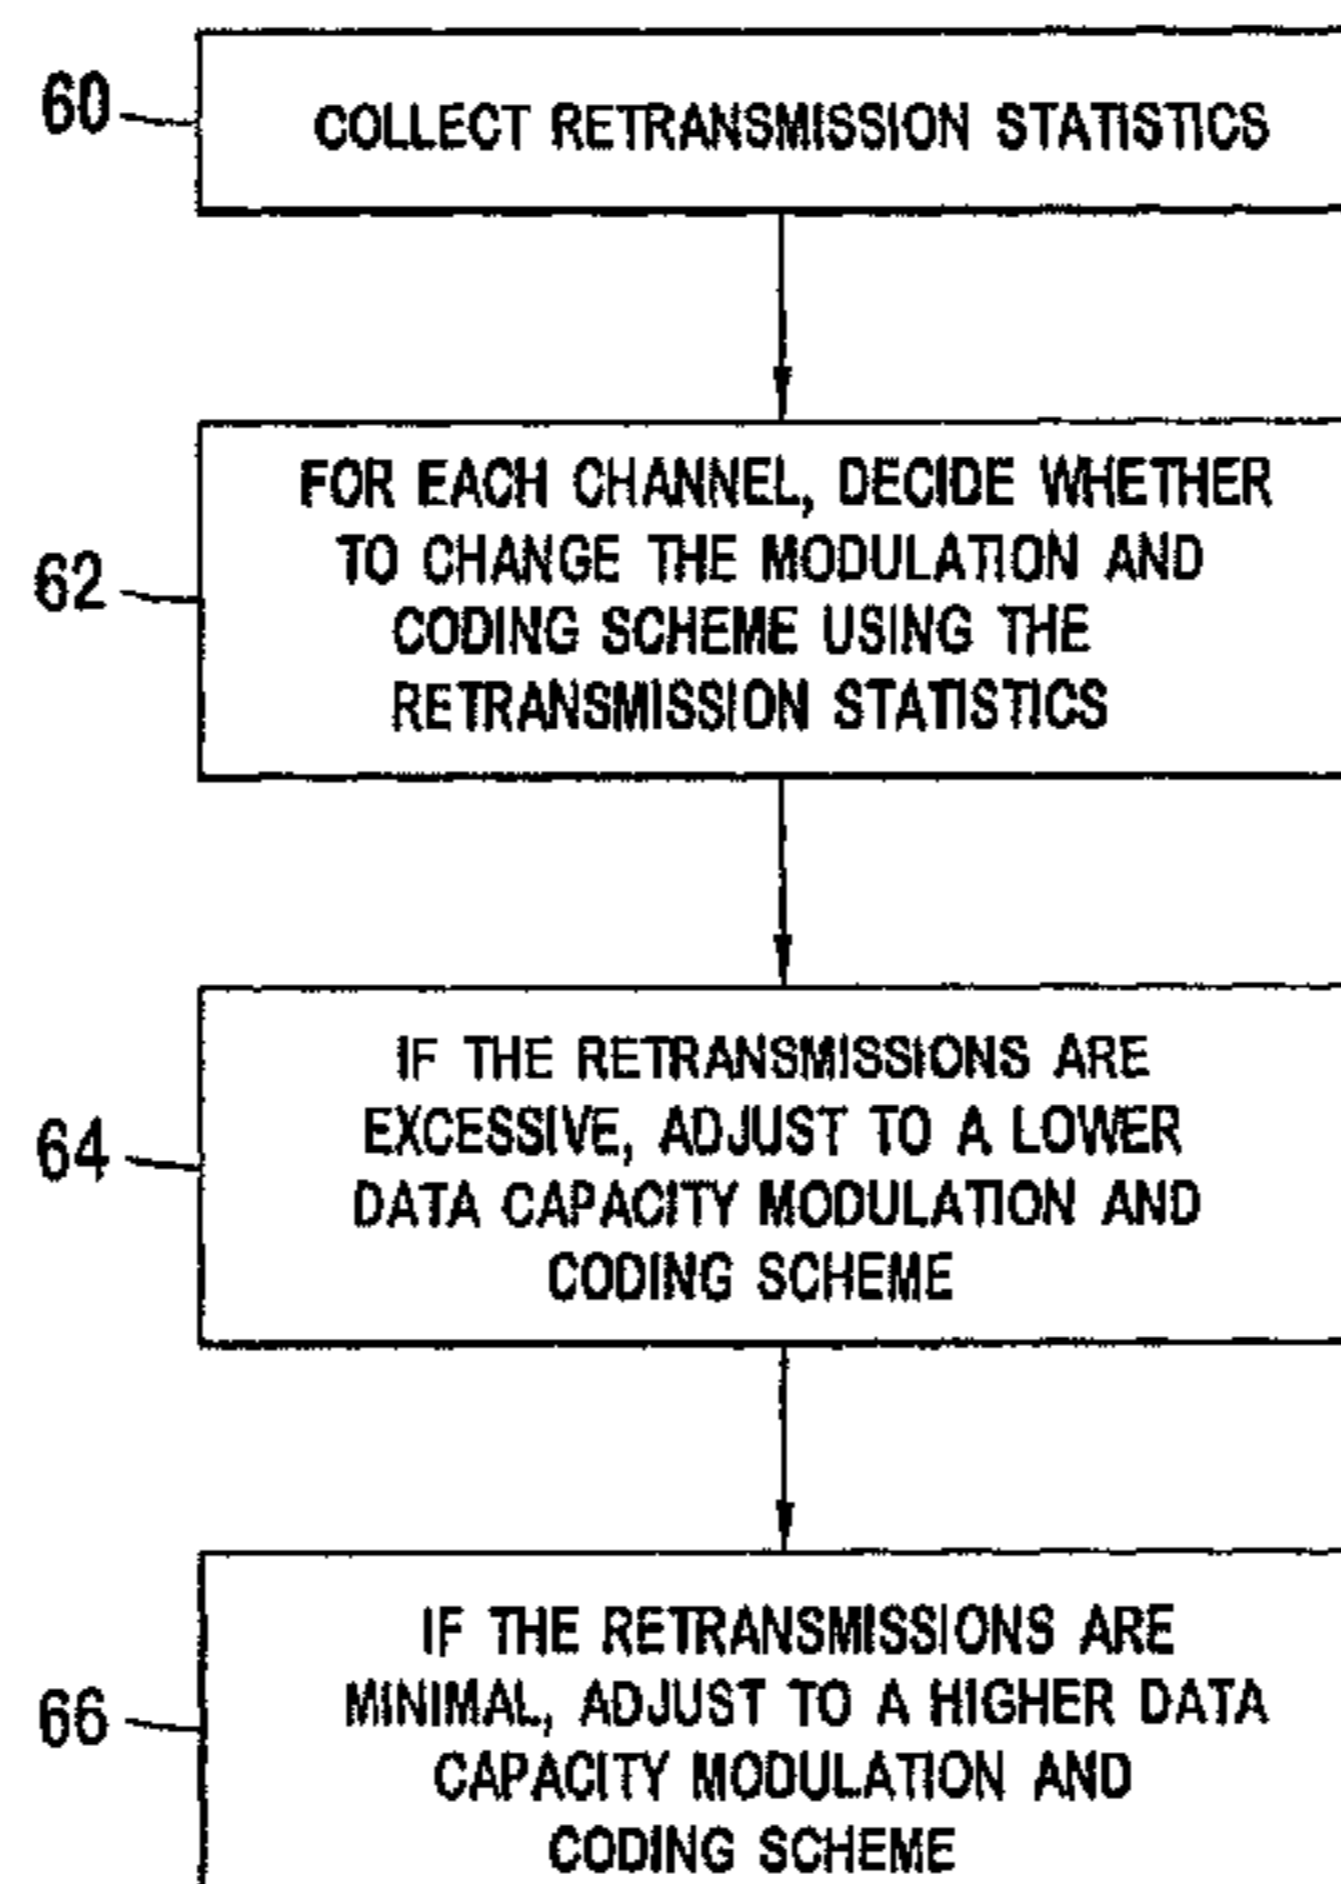 60
COLLECT RETRANSMISSION STATISTICS
62
FOR EACH CHANNEL, DECIDE WHETHER
TO CHANGE THE MODULATION AND
CODING SCHEME USING THE
RETRANSMISSION STATISTICS
64
IF THE RETRANSMISSIONS ARE
EXCESSIVE, ADJUST TO A LOWER
DATA CAPACITY MODULATION AND
CODING SCHEME
66
IF THE RETRANSMISSIONS ARE
MINIMAL, ADJUST TO A HIGHER DATA
CAPACITY MODULATION AND
CODING SCHEME